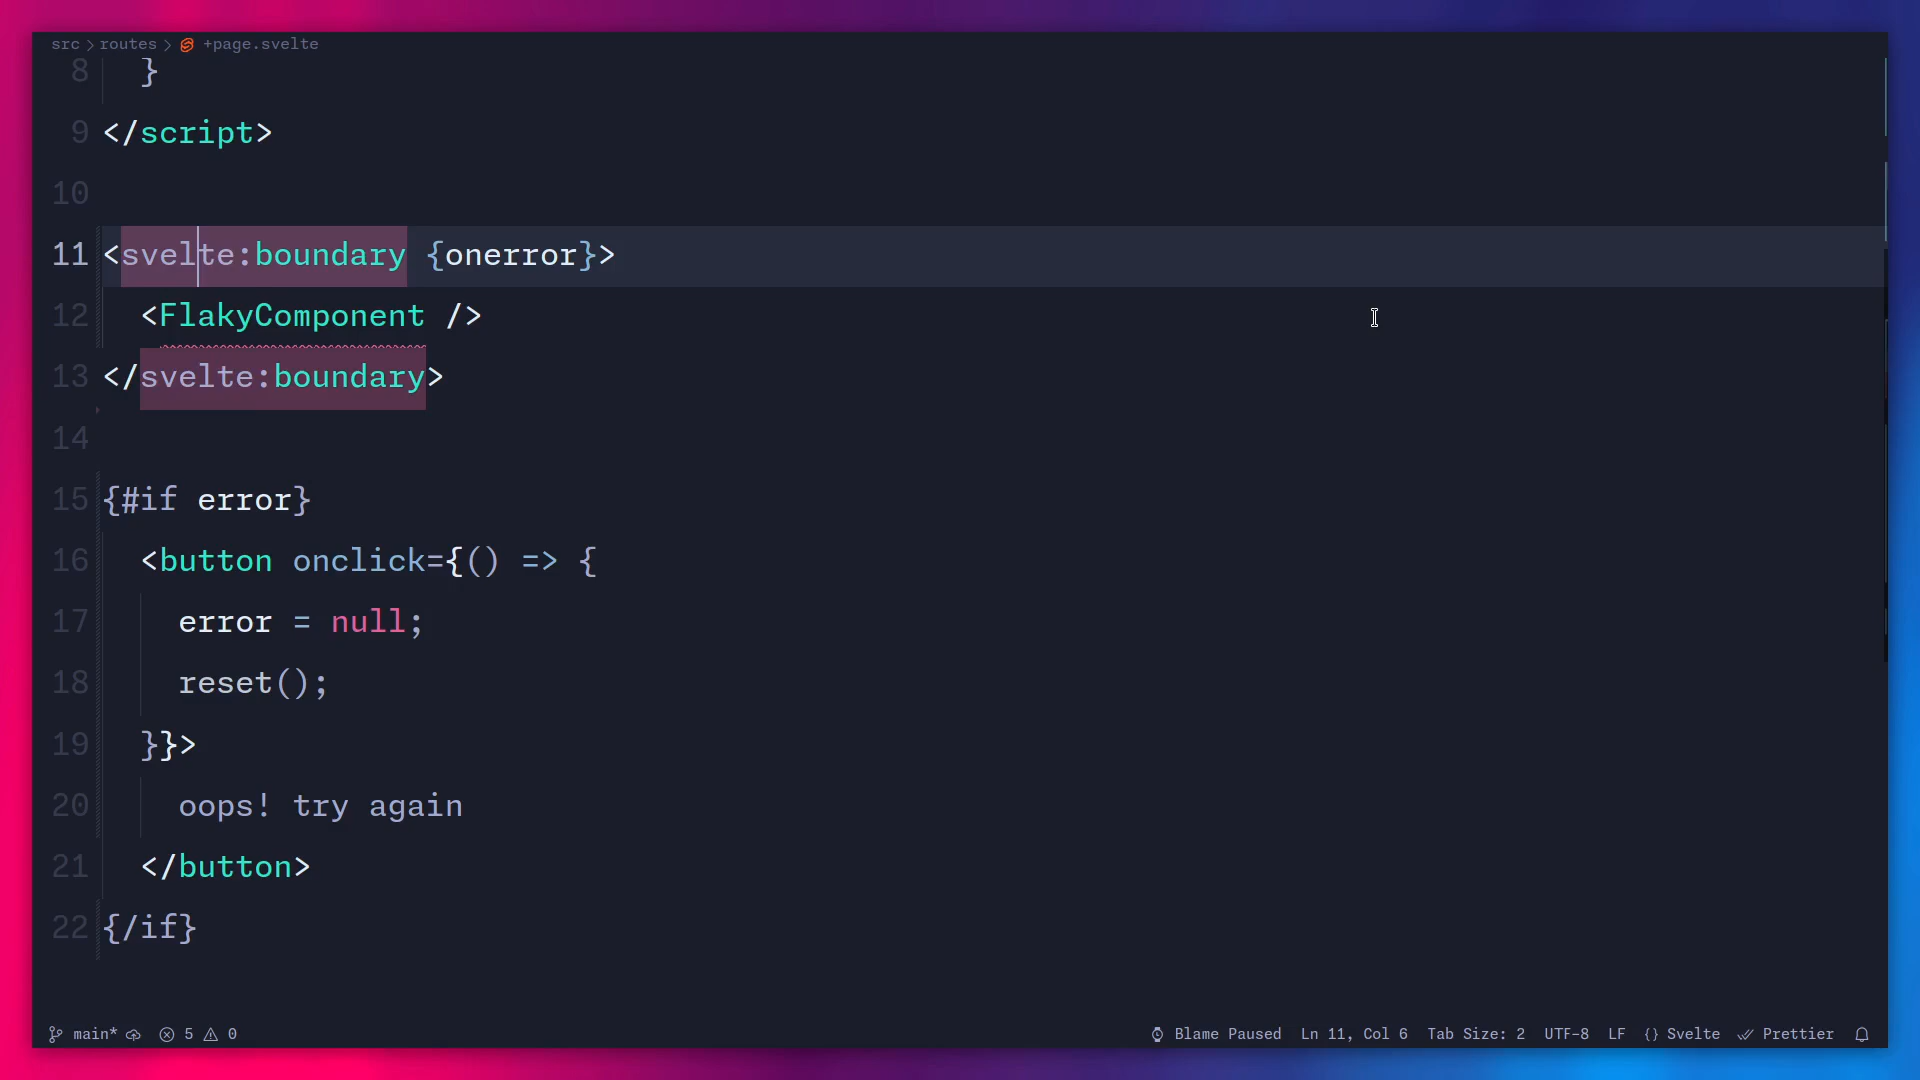 src > routes > +page.svelte
8 }
9 </script>
10
11 <svelte:boundary {onerror}>
12 <FlakyComponent />
13 </svelte:boundary>
14
15 {#if error}
16 <button onclick={() => {
17 error = null;
18 reset();
19 }}>
20 oops! try again
21 </button>
22 {/if}
main* 5 0 Blame Paused Ln 11, Col 6 Tab Size: 2 UTF-8 LF {} Svelte Prettier